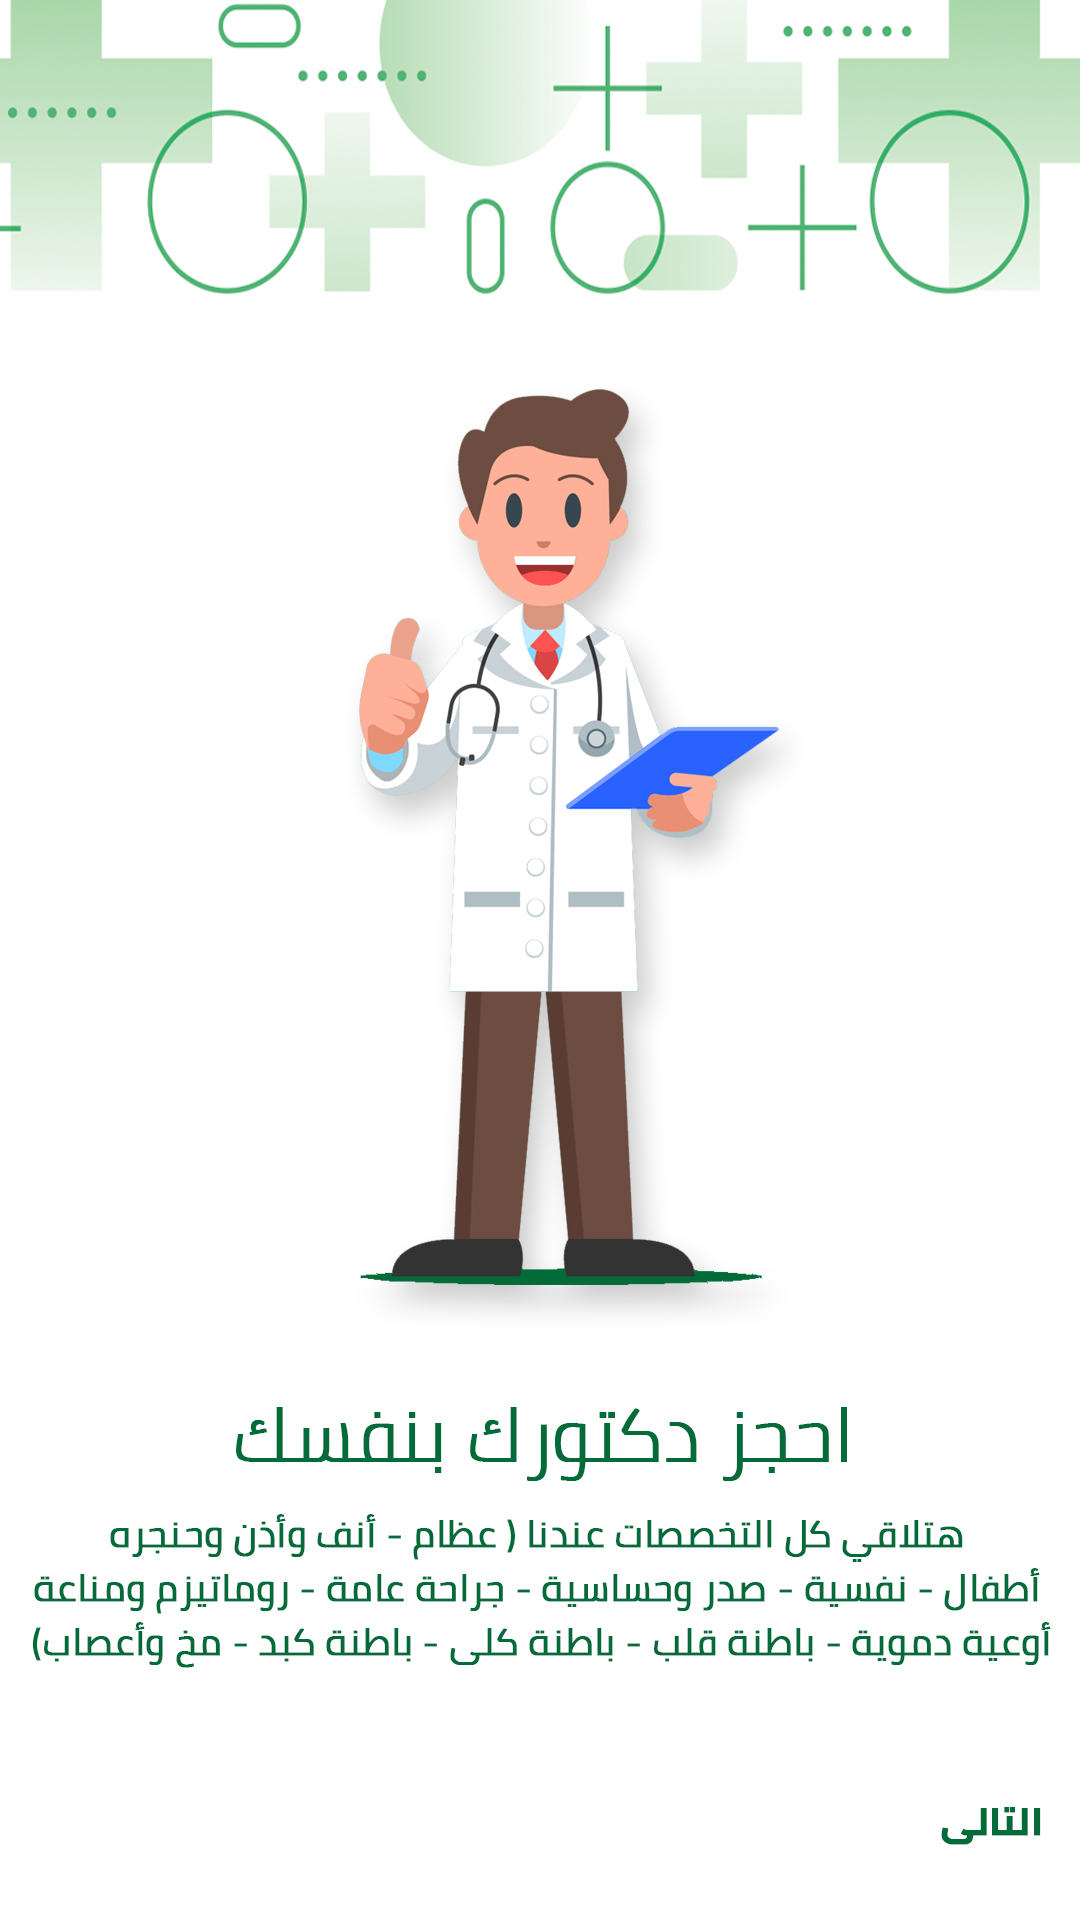 احجز دكتورك بنفسك
هتلاقي كل التخصصات عندنا ( عظام - أنف وأذن وحنجره
أطفال - نفسية - صدر وحساسية - جراحة عامة - روماتيزم ومناعة
أوعية دموية - باطنة قلب - باطنة كلى - باطنة كبد - مخ وأعصاب)
التالى